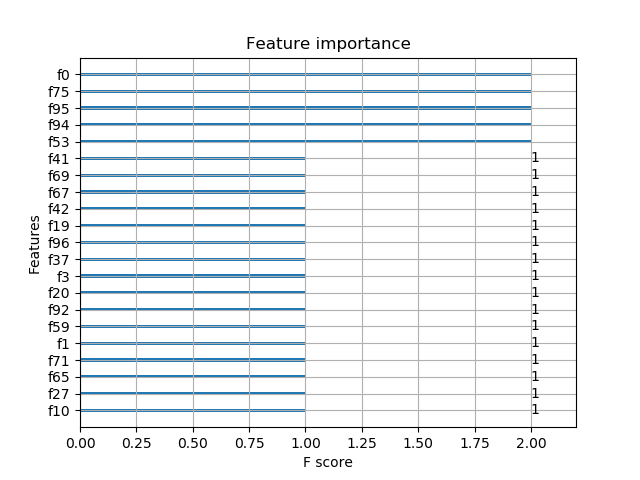 Feature importance
Features
f0
f75
f95
f94
f53
f41 1
f69 1
f67 1
f42 1
f19 1
f96 1
f37 1
f3 1
f20 1
f92 1
f59 1
f1 1
f71 1
f65 1
f27 1
f10 1
0.00 0.25 0.50 0.75 1.00 1.25 1.50 1.75 2.00
F score